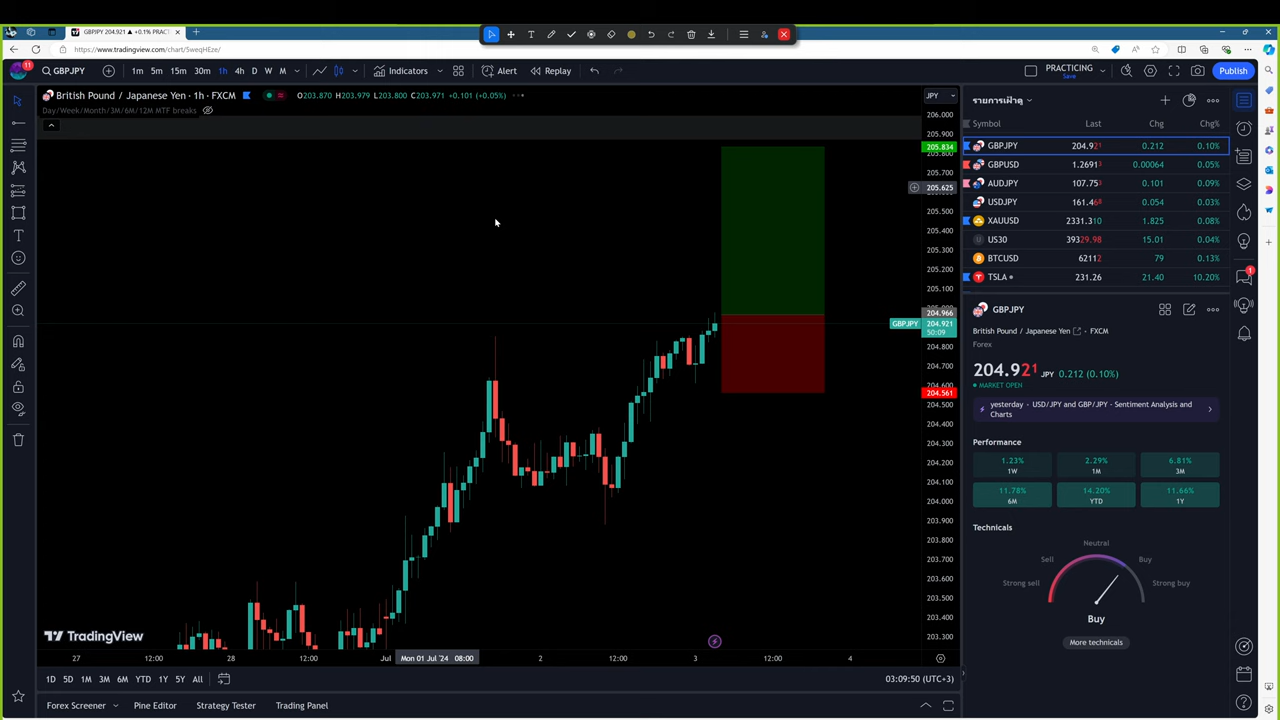 GBPJPY 204.921 ▲ +0.1% PRACT
https://www.tradingview.com/chart/5weqHEze/
11
GBPJPY
1m 5m 15m 30m 1h 4h D W M
Indicators
Alert
Replay
PRACTICING
Save
Publish
British Pound / Japanese Yen · 1h · FXCM
O203.870 H203.979 L203.800 C203.971 +0.101 (+0.05%)
Day/Week/Month/3M/6M/12M MTF breaks
JPY
206.000
205.900
205.834
205.800
205.700
205.625
205.500
205.400
205.300
205.200
205.100
204.966
GBPJPY 204.921
50:09
204.800
204.700
204.600
204.561
204.500
204.400
204.300
204.200
204.100
204.000
203.900
203.800
203.700
203.600
203.500
203.400
203.300
TradingView
27 12:00 28 12:00 Jul Mon 01 Jul '24 08:00 2 12:00 3 12:00 4
1D 5D 1M 3M 6M YTD 1Y 5Y All
03:09:50 (UTC+3)
Forex Screener Pine Editor Strategy Tester Trading Panel
รายการเฝ้าดู
Symbol Last Chg Chg%
GBPJPY 204.921 0.212 0.10%
GBPUSD 1.26913 0.00064 0.05%
AUDJPY 107.753 0.101 0.09%
USDJPY 161.468 0.054 0.03%
XAUUSD 2331.310 1.825 0.08%
US30 39329.98 15.01 0.04%
BTCUSD 62112 79 0.13%
TSLA 231.26 21.40 10.20%
GBPJPY
British Pound / Japanese Yen · FXCM
Forex
204.921 JPY 0.212 (0.10%)
MARKET OPEN
yesterday · USD/JPY and GBP/JPY - Sentiment Analysis and
Charts
Performance
1.23% 2.29% 6.81%
1W 1M 3M
11.78% 14.20% 11.66%
6M YTD 1Y
Technicals
Neutral
Sell Buy
Strong sell Strong buy
Buy
More technicals
1